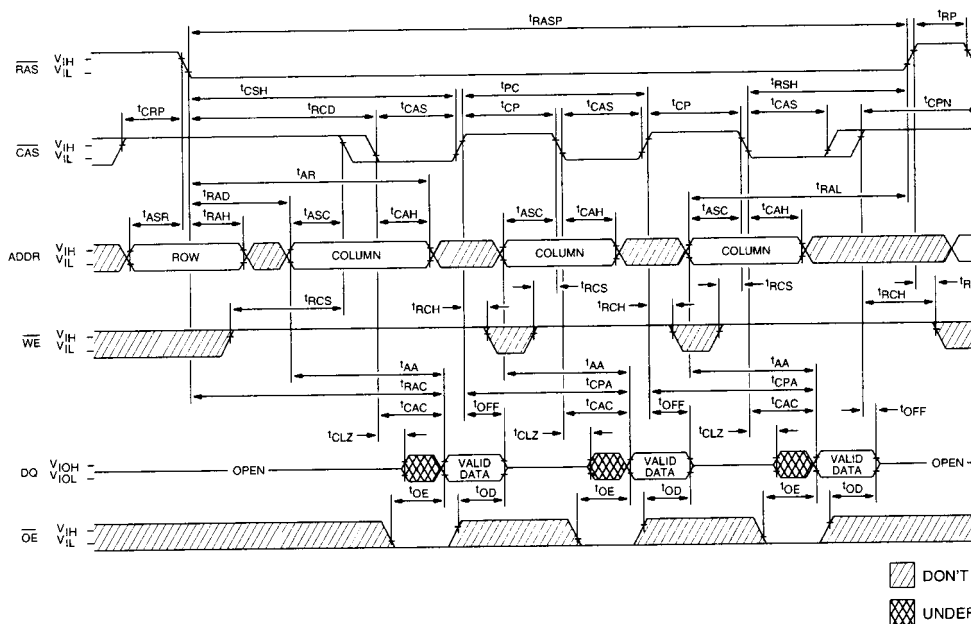 tRASP tRP
RAS VIH
VIL
tCSH tPC tRSH
tCRP tRCD tCAS tCP tCAS tCP tCAS tCPN
CAS VIH
VIL
tAR tRAL
tRAD
tASR tRAH tASC tCAH tASC tCAH tASC tCAH
ADDR VIH
VIL
ROW COLUMN COLUMN COLUMN
tRCS tRCH tRCS tRCH tRCS tRCH
WE VIH
VIL
tAA tAA tAA
tRAC tCPA tCPA
tCAC tOFF tCAC tOFF tCAC tOFF
tCLZ tCLZ tCLZ
DQ VIOH
VIOL
OPEN VALID DATA VALID DATA VALID DATA OPEN
tOE tOD tOE tOD tOE tOD
OE VIH
VIL
DON'T
UNDER